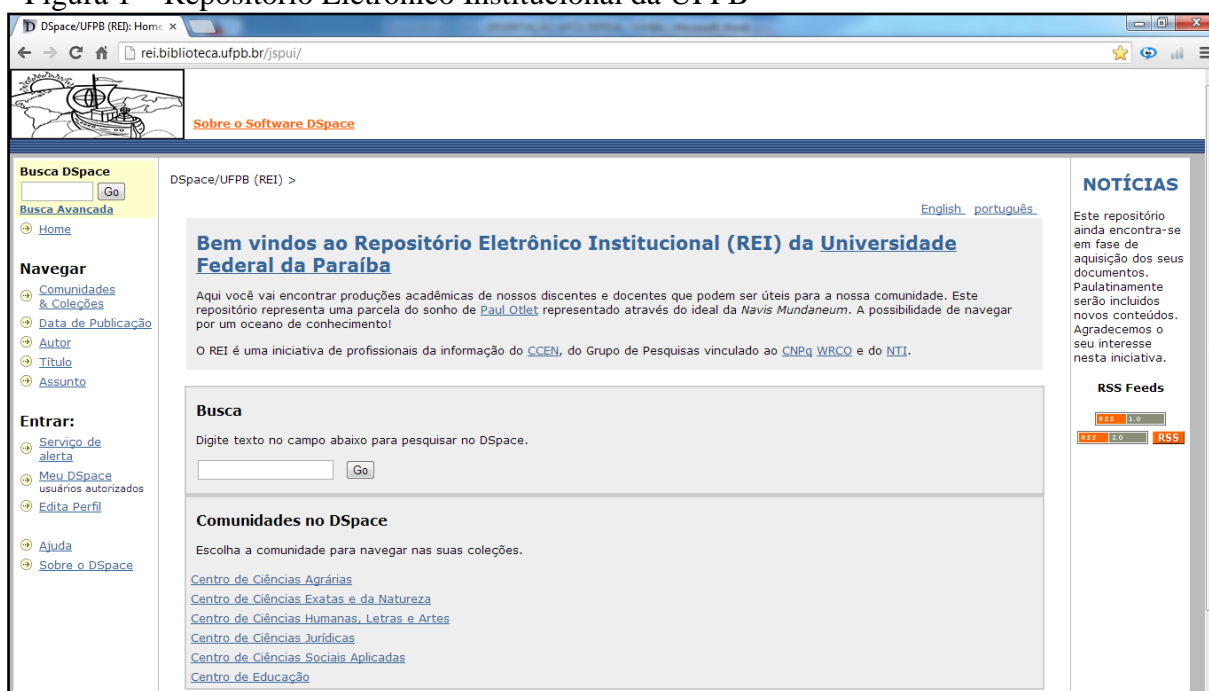 Figura 1 – Repositório Eletrônico Institucional da UFPB
DSpace/UFPB (REI): Home
rei.biblioteca.ufpb.br/jspui/
Sobre o Software DSpace
Busca DSpace
Go
Busca Avançada
Home
Navegar
Comunidades
& Coleções
Data de Publicação
Autor
Título
Assunto
Entrar:
Serviço de
alerta
Meu DSpace
usuários autorizados
Edita Perfil
Ajuda
Sobre o DSpace
DSpace/UFPB (REI) >
English português
Bem vindos ao Repositório Eletrônico Institucional (REI) da Universidade
Federal da Paraíba
Aqui você vai encontrar produções acadêmicas de nossos discentes e docentes que podem ser úteis para a nossa comunidade. Este
repositório representa uma parcela do sonho de Paul Otlet representado através do ideal da Navis Mundaneum. A possibilidade de navegar
por um oceano de conhecimento!
O REI é uma iniciativa de profissionais da informação do CCEN, do Grupo de Pesquisas vinculado ao CNPq WRCO e do NTI.
Busca
Digite texto no campo abaixo para pesquisar no DSpace.
Go
Comunidades no DSpace
Escolha a comunidade para navegar nas suas coleções.
Centro de Ciências Agrárias
Centro de Ciências Exatas e da Natureza
Centro de Ciências Humanas, Letras e Artes
Centro de Ciências Jurídicas
Centro de Ciências Sociais Aplicadas
Centro de Educação
NOTÍCIAS
Este repositório
ainda encontra-se
em fase de
aquisição dos seus
documentos.
Paulatinamente
serão incluidos
novos conteúdos.
Agradecemos o
seu interesse
nesta iniciativa.
RSS Feeds
RSS 1.0
RSS 2.0 RSS